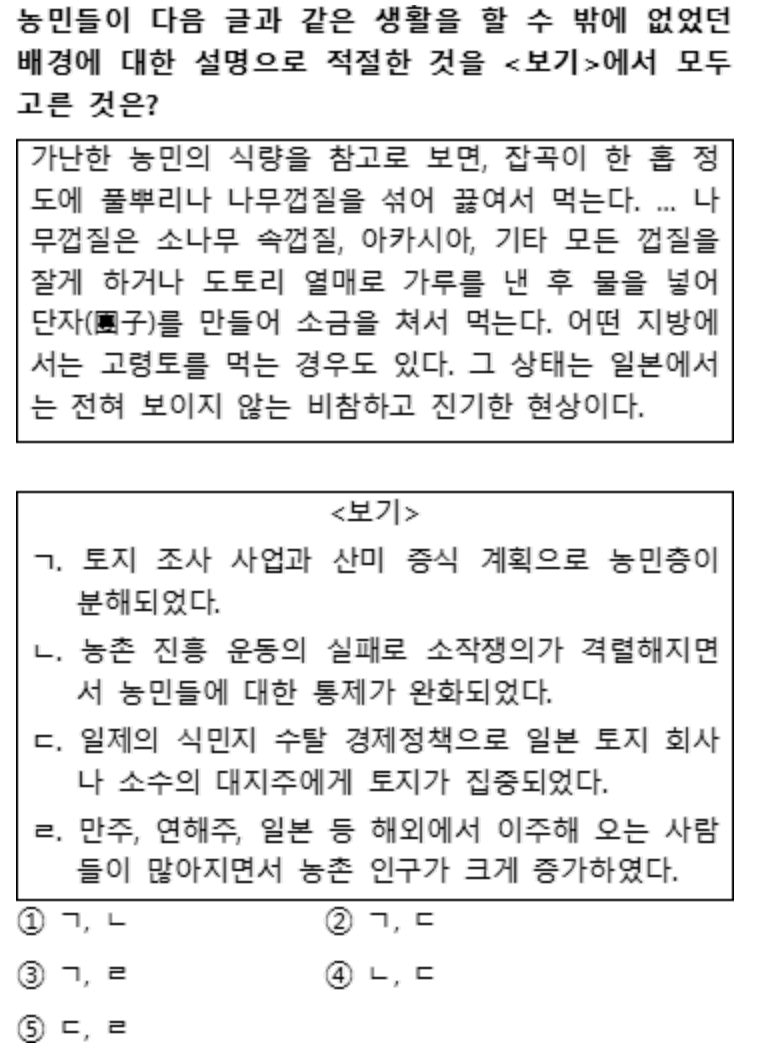 농민들이 다음 글과 같은 생활을 할 수 밖에 없었던
배경에 대한 설명으로 적절한 것을 <보기>에서 모두
고른 것은?
가난한 농민의 식량을 참고로 보면, 잡곡이 한 홉 정
도에 풀뿌리나 나무껍질을 섞어 끓여서 먹는다. ... 나
무껍질은 소나무 속껍질, 아카시아, 기타 모든 껍질을
잘게 하거나 도토리 열매로 가루를 낸 후 물을 넣어
단자(團子)를 만들어 소금을 쳐서 먹는다. 어떤 지방에
서는 고령토를 먹는 경우도 있다. 그 상태는 일본에서
는 전혀 보이지 않는 비참하고 진기한 현상이다.
<보기>
ㄱ. 토지 조사 사업과 산미 증식 계획으로 농민층이
분해되었다.
ㄴ. 농촌 진흥 운동의 실패로 소작쟁의가 격렬해지면
서 농민들에 대한 통제가 완화되었다.
ㄷ. 일제의 식민지 수탈 경제정책으로 일본 토지 회사
나 소수의 대지주에게 토지가 집중되었다.
ㄹ. 만주, 연해주, 일본 등 해외에서 이주해 오는 사람
들이 많아지면서 농촌 인구가 크게 증가하였다.
① ㄱ, ㄴ ② ㄱ, ㄷ
③ ㄱ, ㄹ ④ ㄴ, ㄷ
⑤ ㄷ, ㄹ